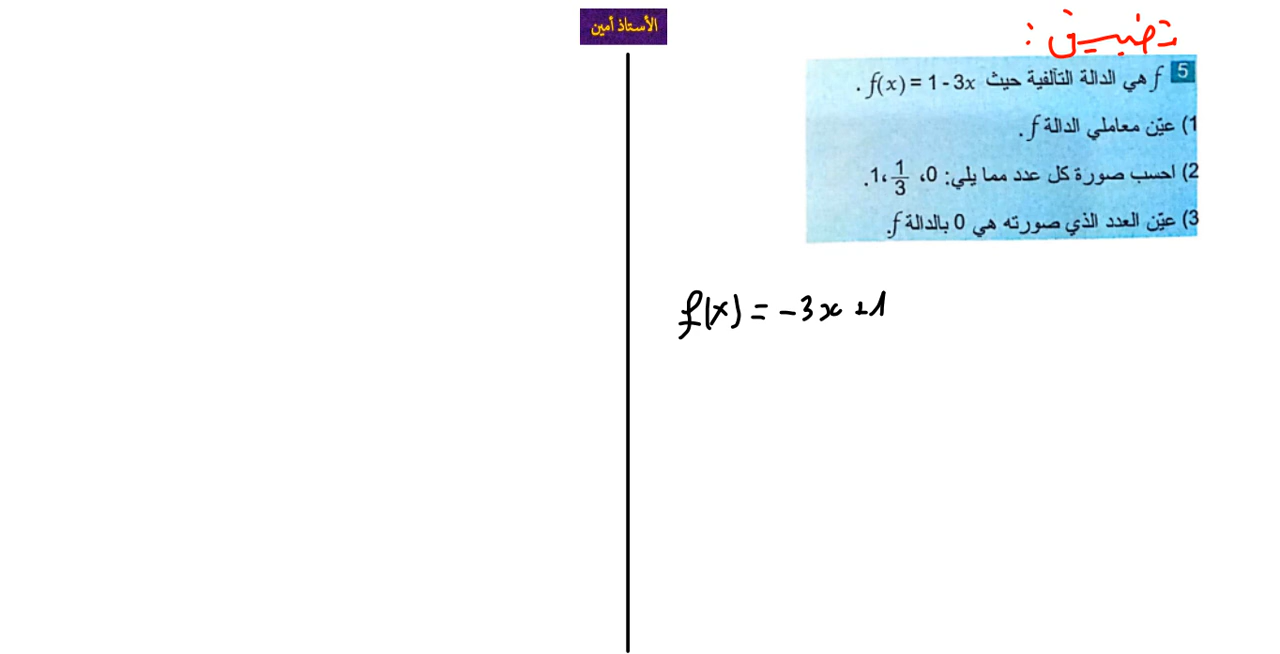 الأستاذ أمين
تطبيق :
5 f هي الدالة التآلفية حيث f(x) = 1 - 3x .
1) عيّن معاملي الدالة f .
2) احسب صورة كل عدد مما يلي: 0، 1/3 ،1.
3) عيّن العدد الذي صورته هي 0 بالدالة f.
f(x) = -3x + 1